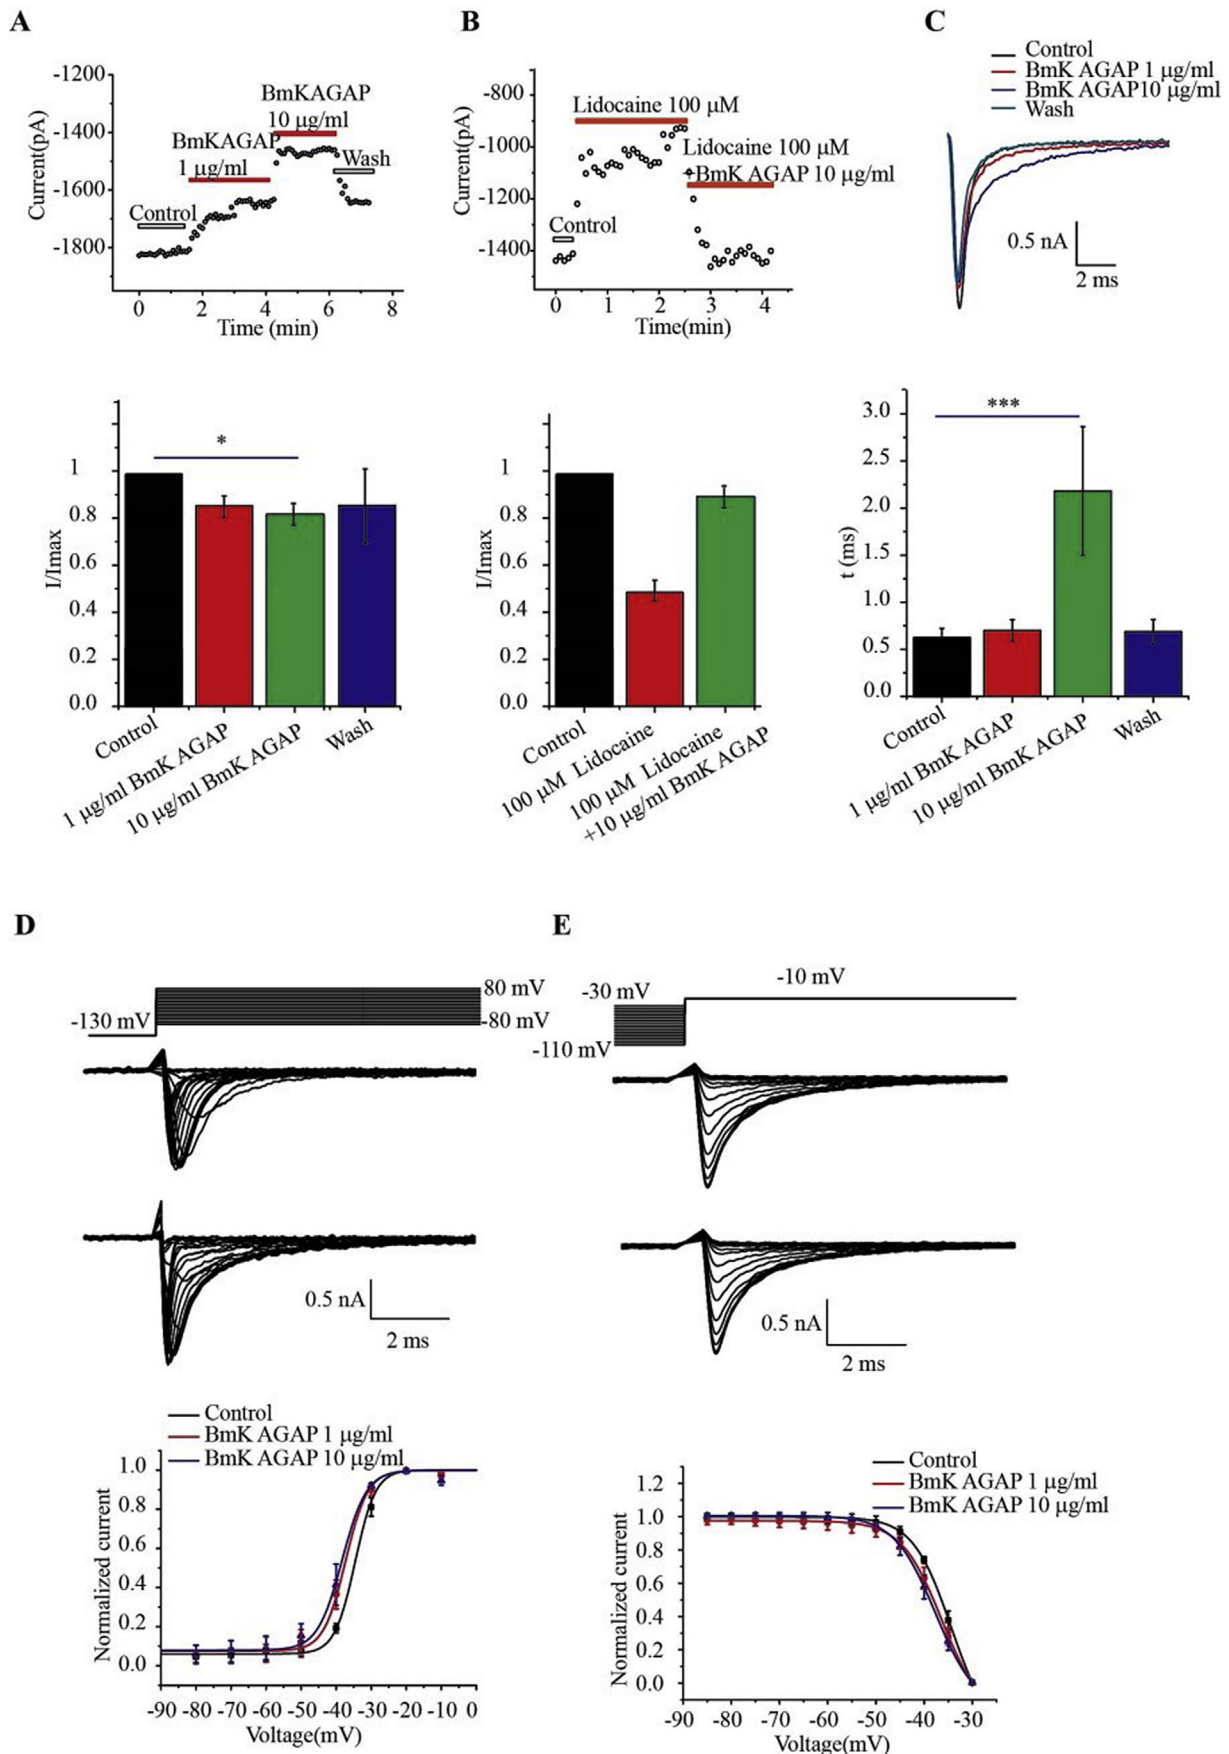 A
-1200
-1400
-1600
-1800
Current(pA)
BmKAGAP
10 μg/ml
BmKAGAP
1 μg/ml
Wash
Control
0
2
4
6
8
Time (min)
B
-800
-1000
-1200
-1400
Current(pA)
Lidocaine 100 μM
Lidocaine 100 μM
+BmK AGAP 10 μg/ml
Control
0
1
2
3
4
Time(min)
C
Control
BmK AGAP 1 μg/ml
BmK AGAP10 μg/ml
Wash
0.5 nA
2 ms
1
0.8
0.6
0.4
0.2
0.0
I/Imax
*
Control
1 μg/ml BmK AGAP
10 μg/ml BmK AGAP
Wash
1
0.8
0.6
0.4
0.2
0.0
I/Imax
Control
100 μM Lidocaine
100 μM Lidocaine
+10 μg/ml BmK AGAP
3.0
2.5
2.0
1.5
1.0
0.5
0.0
t (ms)
***
Control
1 μg/ml BmK AGAP
10 μg/ml BmK AGAP
Wash
D
80 mV
-130 mV
-80 mV
0.5 nA
2 ms
Control
BmK AGAP 1 μg/ml
BmK AGAP 10 μg/ml
1.0
0.8
0.6
0.4
0.2
0.0
Normalized current
-90 -80 -70 -60 -50 -40 -30 -20 -10 0
Voltage(mV)
E
-10 mV
-30 mV
-110 mV
0.5 nA
2 ms
Control
BmK AGAP 1 μg/ml
BmK AGAP 10 μg/ml
1.2
1.0
0.8
0.6
0.4
0.2
0.0
Normalized current
-90 -80 -70 -60 -50 -40 -30
Voltage(mV)